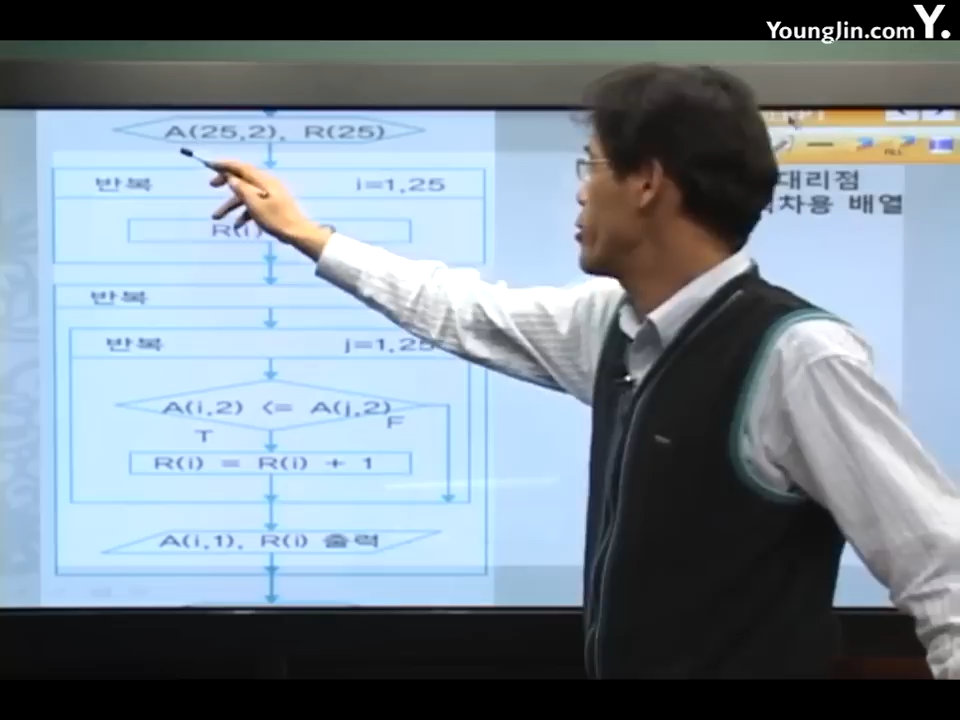 YoungJin.com Y.
A(25,2), R(25)
반복 i=1,25
R(i)
반복
반복 j=1,25
A(i,2) <= A(j,2)
T F
R(i) = R(i) + 1
A(i,1), R(i) 출력
대리점
차용 배열